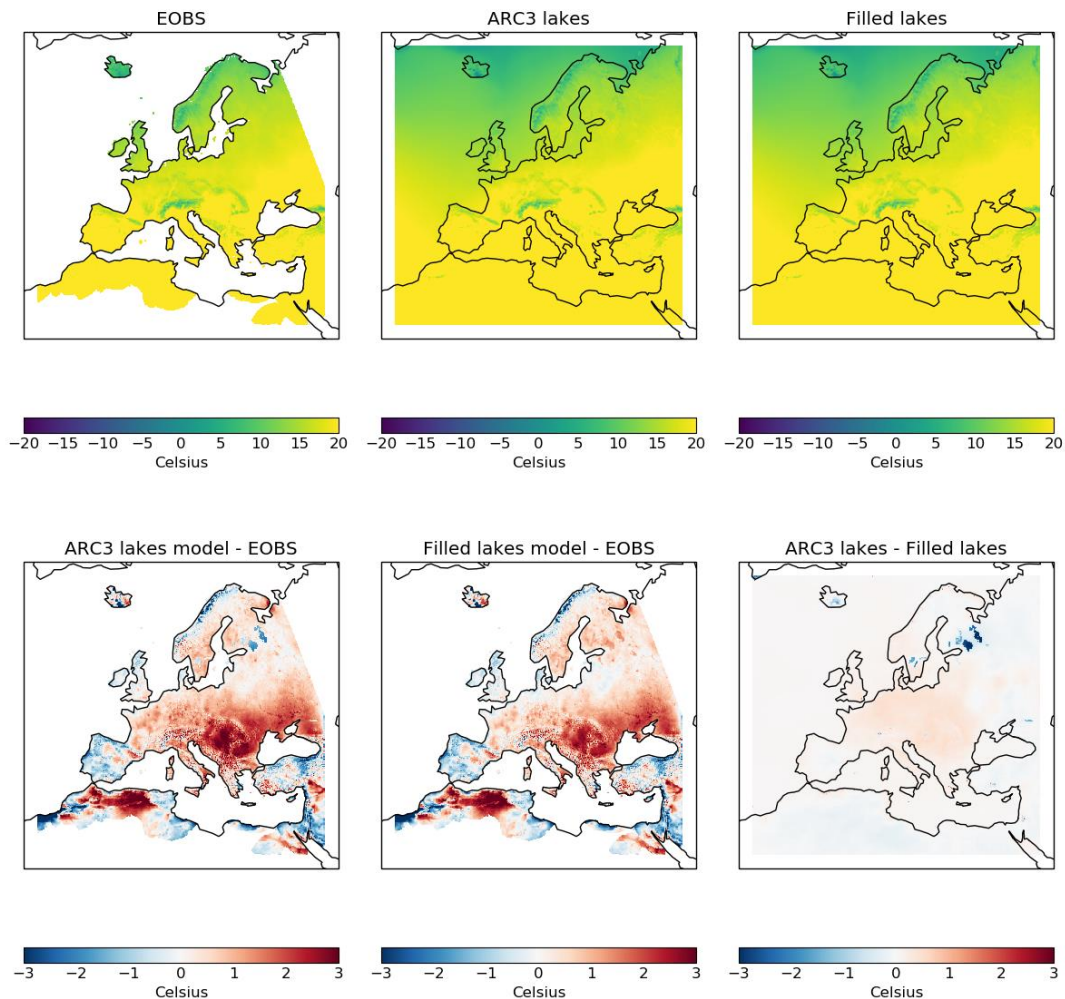 EOBS
ARC3 lakes
Filled lakes
−20 −15 −10 −5 0 5 10 15 20
Celsius
−20 −15 −10 −5 0 5 10 15 20
Celsius
−20 −15 −10 −5 0 5 10 15 20
Celsius
ARC3 lakes model - EOBS
Filled lakes model - EOBS
ARC3 lakes - Filled lakes
−3 −2 −1 0 1 2 3
Celsius
−3 −2 −1 0 1 2 3
Celsius
−3 −2 −1 0 1 2 3
Celsius